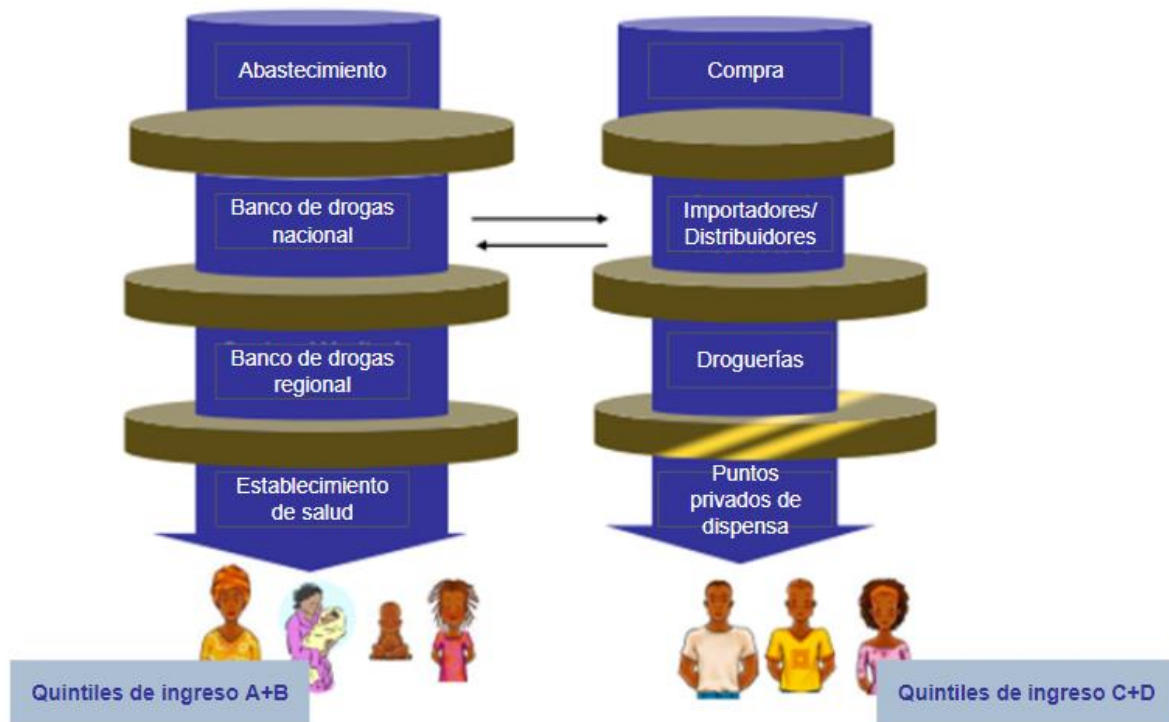 Abastecimiento
Banco de drogas
nacional
Banco de drogas
regional
Establecimiento
de salud
Quintiles de ingreso A+B
Compra
Importadores/
Distribuidores
Droguerías
Puntos
privados de
dispensa
Quintiles de ingreso C+D